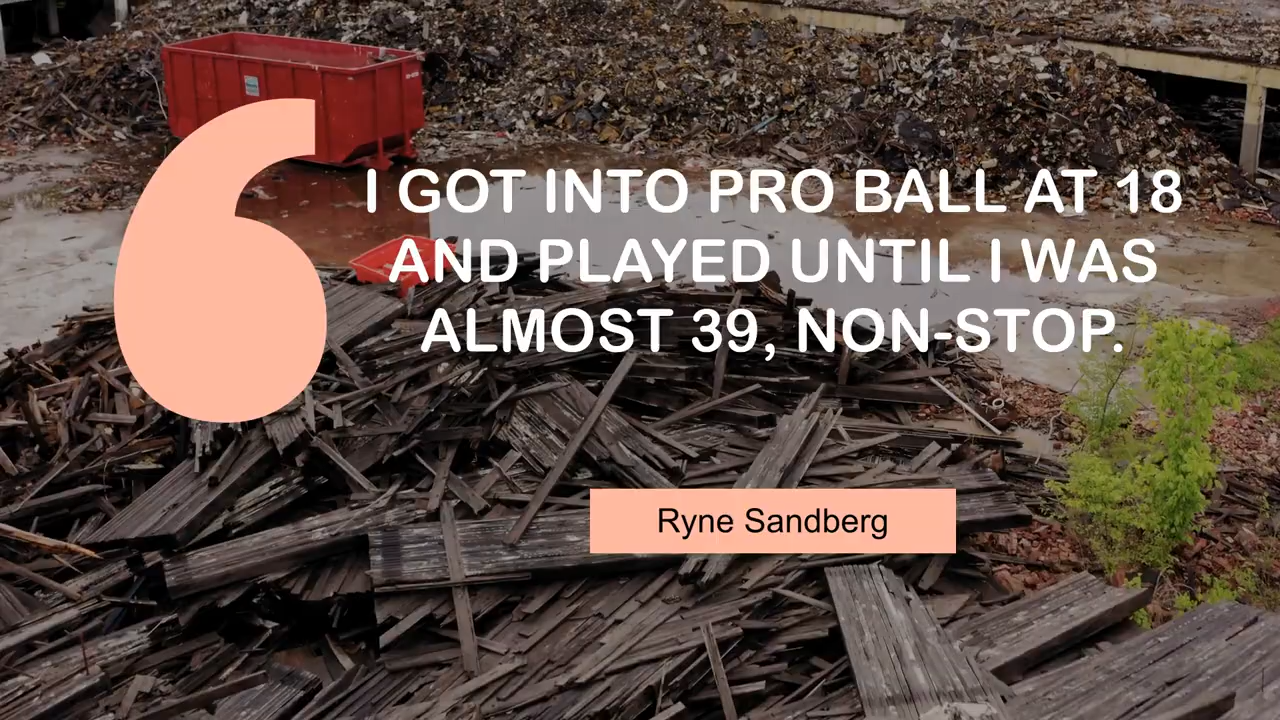 I GOT INTO PRO BALL AT 18
AND PLAYED UNTIL I WAS
ALMOST 39, NON-STOP.
Ryne Sandberg